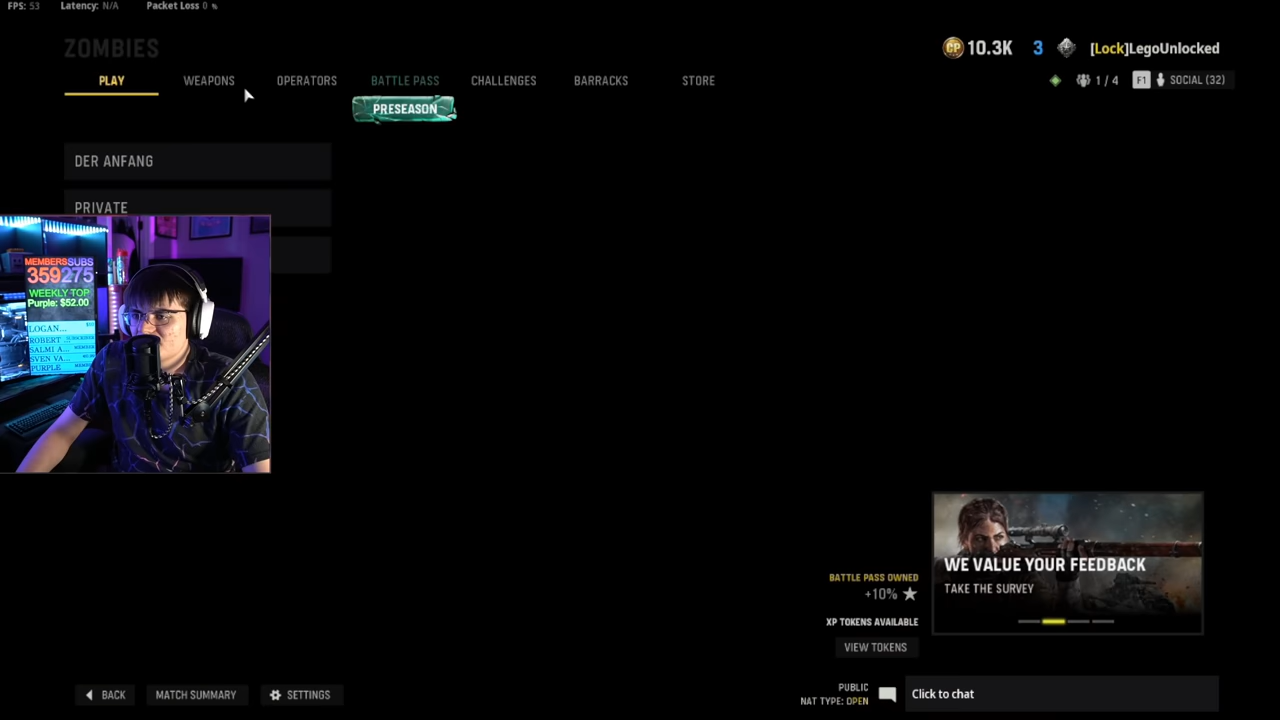 FPS: 53 Latency: N/A Packet Loss 0 %
ZOMBIES
CP 10.3K 3 [Lock]LegoUnlocked
PLAY WEAPONS OPERATORS BATTLE PASS CHALLENGES BARRACKS STORE
1 / 4 F1 SOCIAL (32)
PRESEASON
DER ANFANG
PRIVATE
MEMBERS SUBS
359 275
WEEKLY TOP
Purple: $52.00
LOGAN...
ROBERT
SALMI A...
SVEN VA...
PURPLE
WE VALUE YOUR FEEDBACK
TAKE THE SURVEY
BATTLE PASS OWNED
+10%
XP TOKENS AVAILABLE
VIEW TOKENS
BACK MATCH SUMMARY SETTINGS
PUBLIC
NAT TYPE: OPEN
Click to chat